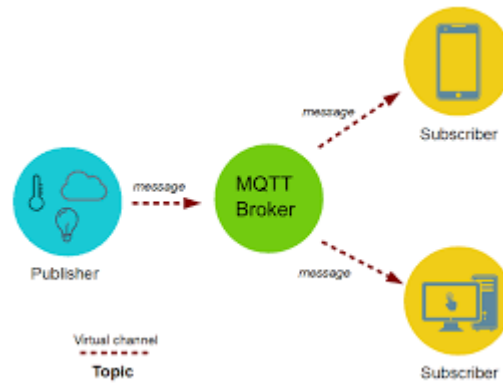 message
Subscriber
message
MQTT
Broker
Publisher
message
Subscriber
Virtual channel
Topic